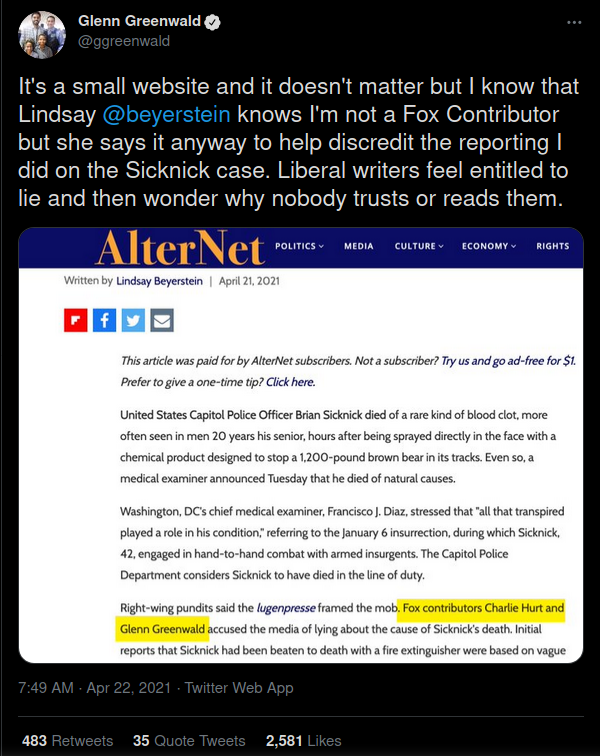 Glenn Greenwald
@ggreenwald
It's a small website and it doesn't matter but I know that
Lindsay @beyerstein knows I'm not a Fox Contributor
but she says it anyway to help discredit the reporting I
did on the Sicknick case. Liberal writers feel entitled to
lie and then wonder why nobody trusts or reads them.
AlterNet POLITICS MEDIA CULTURE ECONOMY RIGHTS
Written by Lindsay Beyerstein | April 21, 2021
This article was paid for by AlterNet subscribers. Not a subscriber? Try us and go ad-free for $1.
Prefer to give a one-time tip? Click here.
United States Capitol Police Officer Brian Sicknick died of a rare kind of blood clot, more
often seen in men 20 years his senior, hours after being sprayed directly in the face with a
chemical product designed to stop a 1,200-pound brown bear in its tracks. Even so, a
medical examiner announced Tuesday that he died of natural causes.
Washington, DC's chief medical examiner, Francisco J. Diaz, stressed that "all that transpired
played a role in his condition," referring to the January 6 insurrection, during which Sicknick,
42, engaged in hand-to-hand combat with armed insurgents. The Capitol Police
Department considers Sicknick to have died in the line of duty.
Right-wing pundits said the lugenpresse framed the mob. Fox contributors Charlie Hurt and
Glenn Greenwald accused the media of lying about the cause of Sicknick's death. Initial
reports that Sicknick had been beaten to death with a fire extinguisher were based on vague
7:49 AM · Apr 22, 2021 · Twitter Web App
483 Retweets 35 Quote Tweets 2,581 Likes